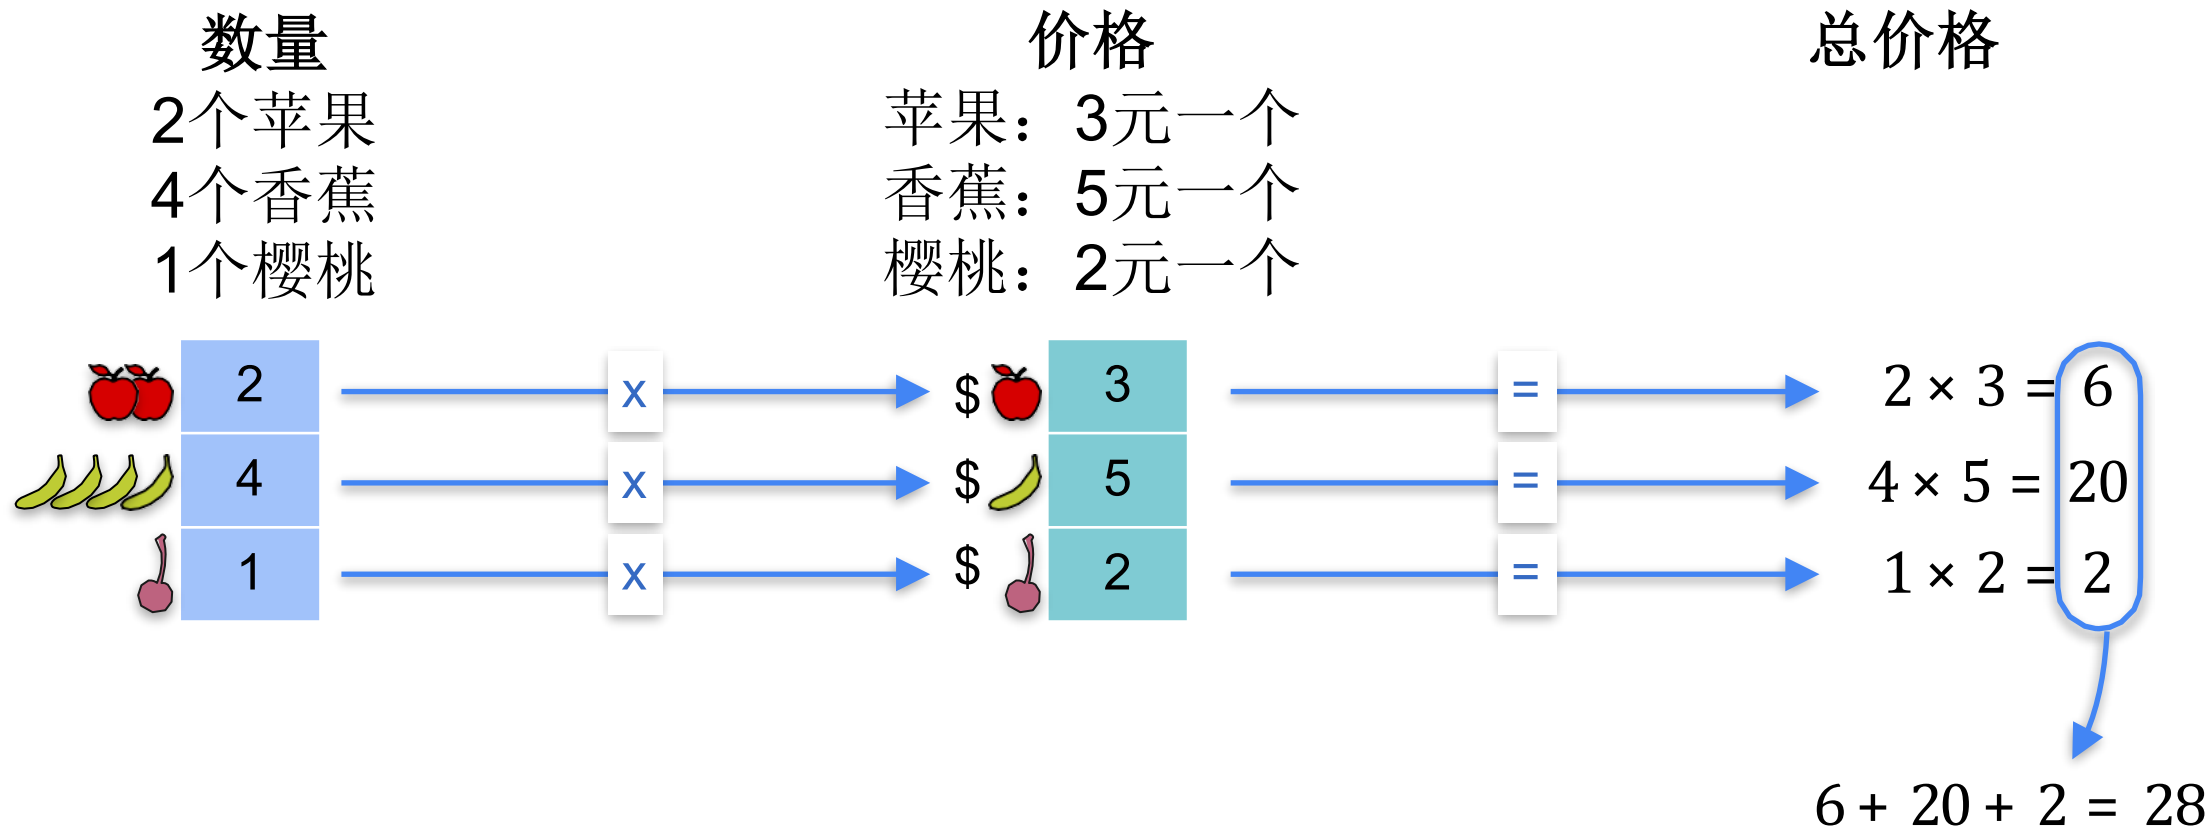 数量
2个苹果
4个香蕉
1个樱桃
价格
苹果：3元一个
香蕉：5元一个
樱桃：2元一个
总价格
2 x $ 3 = 2 × 3 = 6
4 x $ 5 = 4 × 5 = 20
1 x $ 2 = 1 × 2 = 2
6 + 20 + 2 = 28